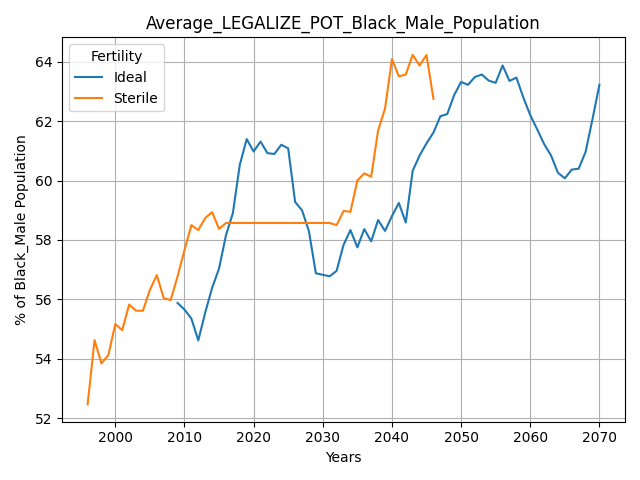 Average_LEGALIZE_POT_Black_Male_Population
Fertility
Ideal
Sterile
% of Black_Male Population
64
62
60
58
56
54
52
2000 2010 2020 2030 2040 2050 2060 2070
Years